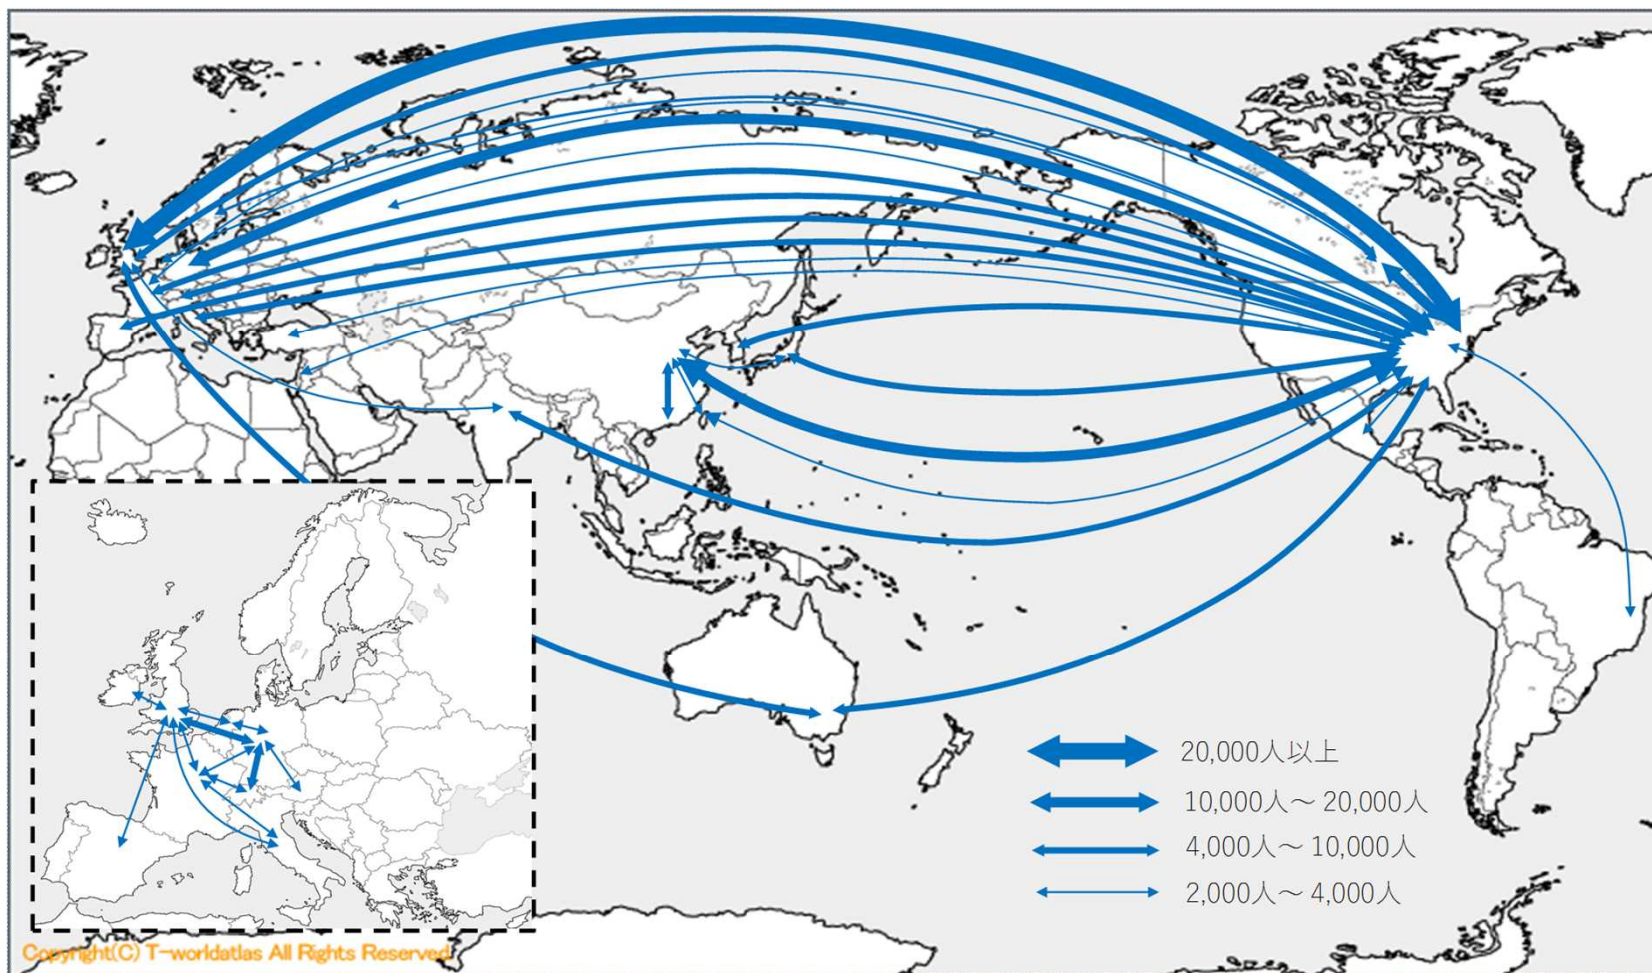 20,000人以上
10,000人～ 20,000人
4,000人～ 10,000人
2,000人～ 4,000人
Copyright(C) T-worldatlas All Rights Reserved